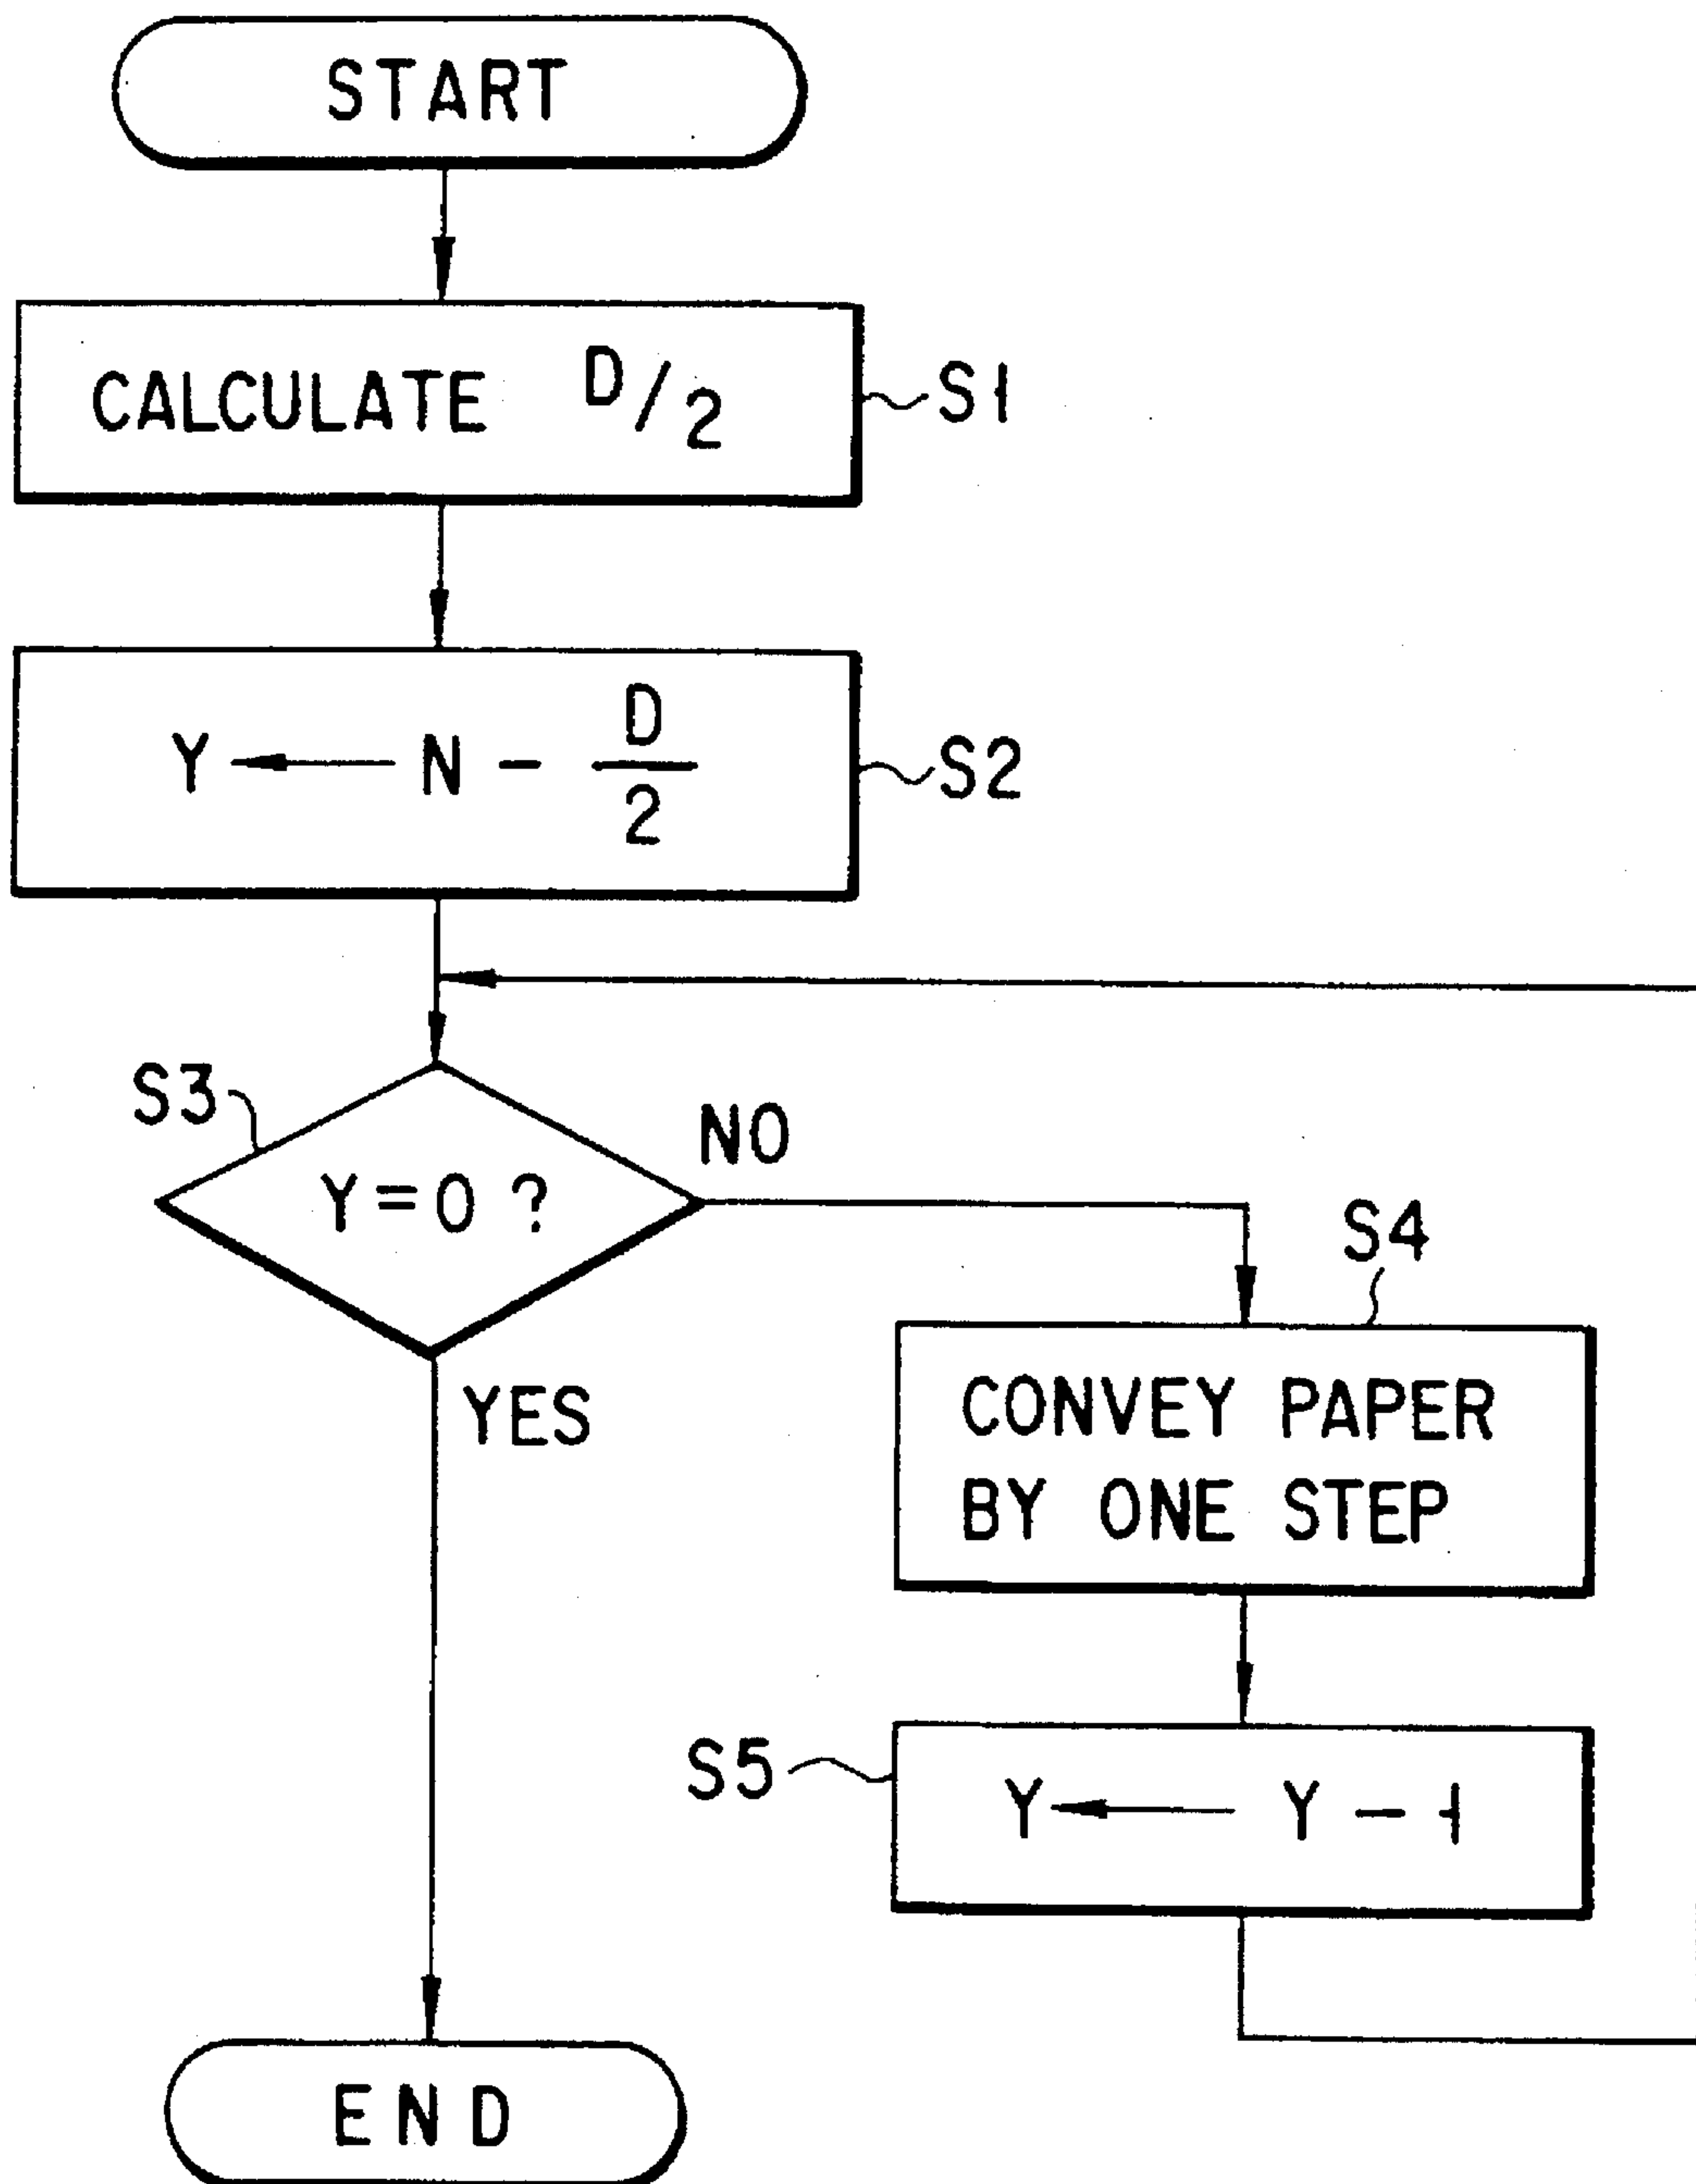 START
CALCULATE D/2
S1
Y ← N - D/2
S2
S3
Y=0 ?
NO
YES
S4
CONVEY PAPER
BY ONE STEP
S5
Y ← Y - 1
END